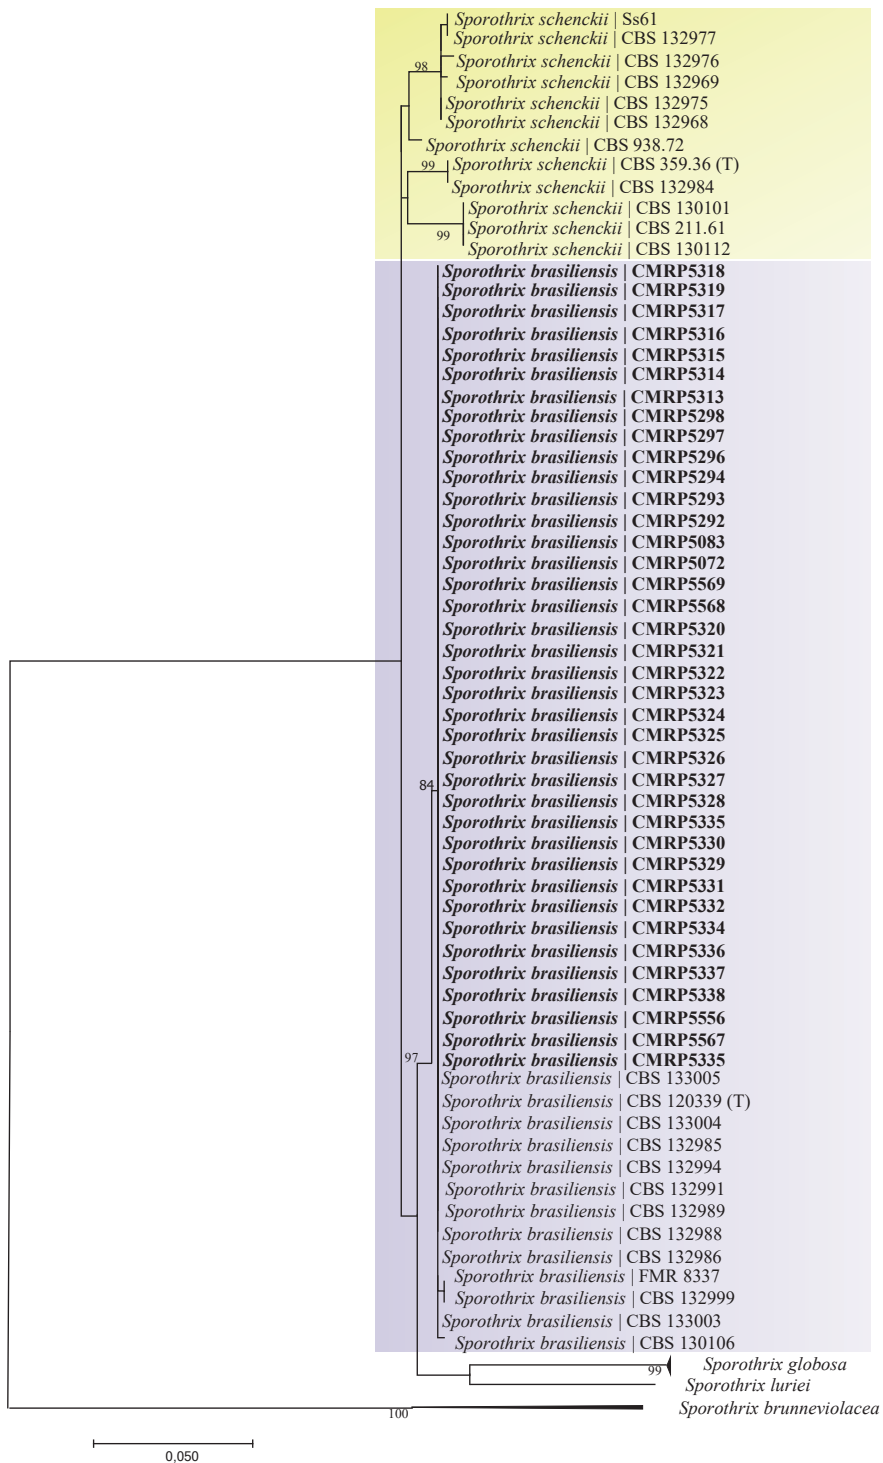 Sporothrix schenckii | Ss61
Sporothrix schenckii | CBS 132977
Sporothrix schenckii | CBS 132976
98
Sporothrix schenckii | CBS 132969
Sporothrix schenckii | CBS 132975
Sporothrix schenckii | CBS 132968
Sporothrix schenckii | CBS 938.72
99
Sporothrix schenckii | CBS 359.36 (T)
Sporothrix schenckii | CBS 132984
Sporothrix schenckii | CBS 130101
Sporothrix schenckii | CBS 211.61
99
Sporothrix schenckii | CBS 130112
Sporothrix brasiliensis | CMRP5318
Sporothrix brasiliensis | CMRP5319
Sporothrix brasiliensis | CMRP5317
Sporothrix brasiliensis | CMRP5316
Sporothrix brasiliensis | CMRP5315
Sporothrix brasiliensis | CMRP5314
Sporothrix brasiliensis | CMRP5313
Sporothrix brasiliensis | CMRP5298
Sporothrix brasiliensis | CMRP5297
Sporothrix brasiliensis | CMRP5296
Sporothrix brasiliensis | CMRP5294
Sporothrix brasiliensis | CMRP5293
Sporothrix brasiliensis | CMRP5292
Sporothrix brasiliensis | CMRP5083
Sporothrix brasiliensis | CMRP5072
Sporothrix brasiliensis | CMRP5569
Sporothrix brasiliensis | CMRP5568
Sporothrix brasiliensis | CMRP5320
Sporothrix brasiliensis | CMRP5321
Sporothrix brasiliensis | CMRP5322
Sporothrix brasiliensis | CMRP5323
Sporothrix brasiliensis | CMRP5324
Sporothrix brasiliensis | CMRP5325
Sporothrix brasiliensis | CMRP5326
Sporothrix brasiliensis | CMRP5327
84
Sporothrix brasiliensis | CMRP5328
Sporothrix brasiliensis | CMRP5335
Sporothrix brasiliensis | CMRP5330
Sporothrix brasiliensis | CMRP5329
Sporothrix brasiliensis | CMRP5331
Sporothrix brasiliensis | CMRP5332
Sporothrix brasiliensis | CMRP5334
Sporothrix brasiliensis | CMRP5336
Sporothrix brasiliensis | CMRP5337
Sporothrix brasiliensis | CMRP5338
Sporothrix brasiliensis | CMRP5556
Sporothrix brasiliensis | CMRP5567
97
Sporothrix brasiliensis | CMRP5335
Sporothrix brasiliensis | CBS 133005
Sporothrix brasiliensis | CBS 120339 (T)
Sporothrix brasiliensis | CBS 133004
Sporothrix brasiliensis | CBS 132985
Sporothrix brasiliensis | CBS 132994
Sporothrix brasiliensis | CBS 132991
Sporothrix brasiliensis | CBS 132989
Sporothrix brasiliensis | CBS 132988
Sporothrix brasiliensis | CBS 132986
Sporothrix brasiliensis | FMR 8337
Sporothrix brasiliensis | CBS 132999
Sporothrix brasiliensis | CBS 133003
Sporothrix brasiliensis | CBS 130106
Sporothrix globosa
99
Sporothrix luriei
Sporothrix brunneviolacea
100
0,050